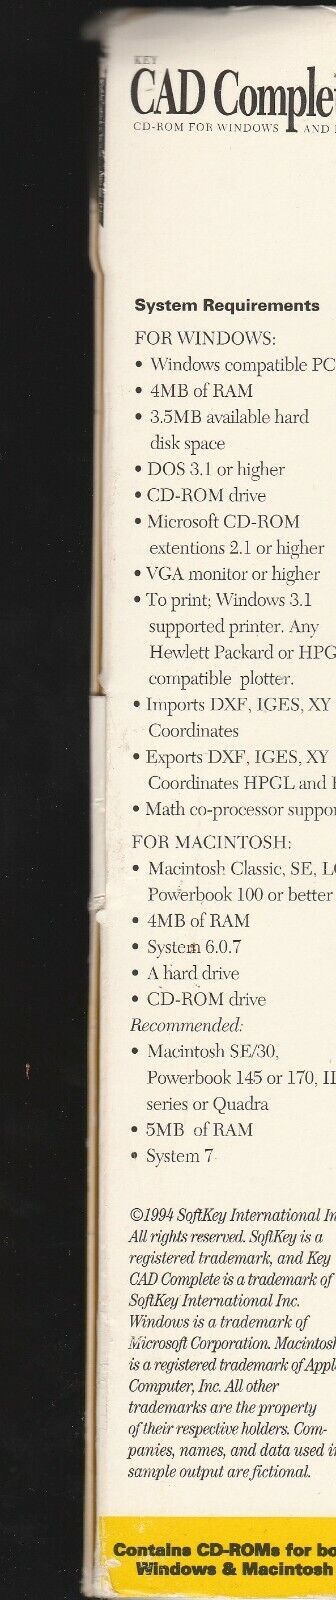 KEY
CAD Complet
CD-ROM FOR WINDOWS AND
System Requirements
FOR WINDOWS:
• Windows compatible PC
• 4MB of RAM
• 3.5MB available hard
disk space
• DOS 3.1 or higher
• CD-ROM drive
• Microsoft CD-ROM
extentions 2.1 or higher
• VGA monitor or higher
• To print; Windows 3.1
supported printer. Any
Hewlett Packard or HPG
compatible plotter.
• Imports DXF, IGES, XY
Coordinates
• Exports DXF, IGES, XY
Coordinates HPGL and
• Math co-processor suppor
FOR MACINTOSH:
• Macintosh Classic, SE, L
Powerbook 100 or better
• 4MB of RAM
• System 6.0.7
• A hard drive
• CD-ROM drive
Recommended:
• Macintosh SE/30,
Powerbook 145 or 170, II
series or Quadra
• 5MB of RAM
• System 7
©1994 SoftKey International In
All rights reserved. SoftKey is a
registered trademark, and Key
CAD Complete is a trademark of
SoftKey International Inc.
Windows is a trademark of
Microsoft Corporation. Macintosh
is a registered trademark of Appl
Computer, Inc. All other
trademarks are the property
of their respective holders. Com-
panies, names, and data used i
sample output are fictional.
Contains CD-ROMs for bo
Windows & Macintosh